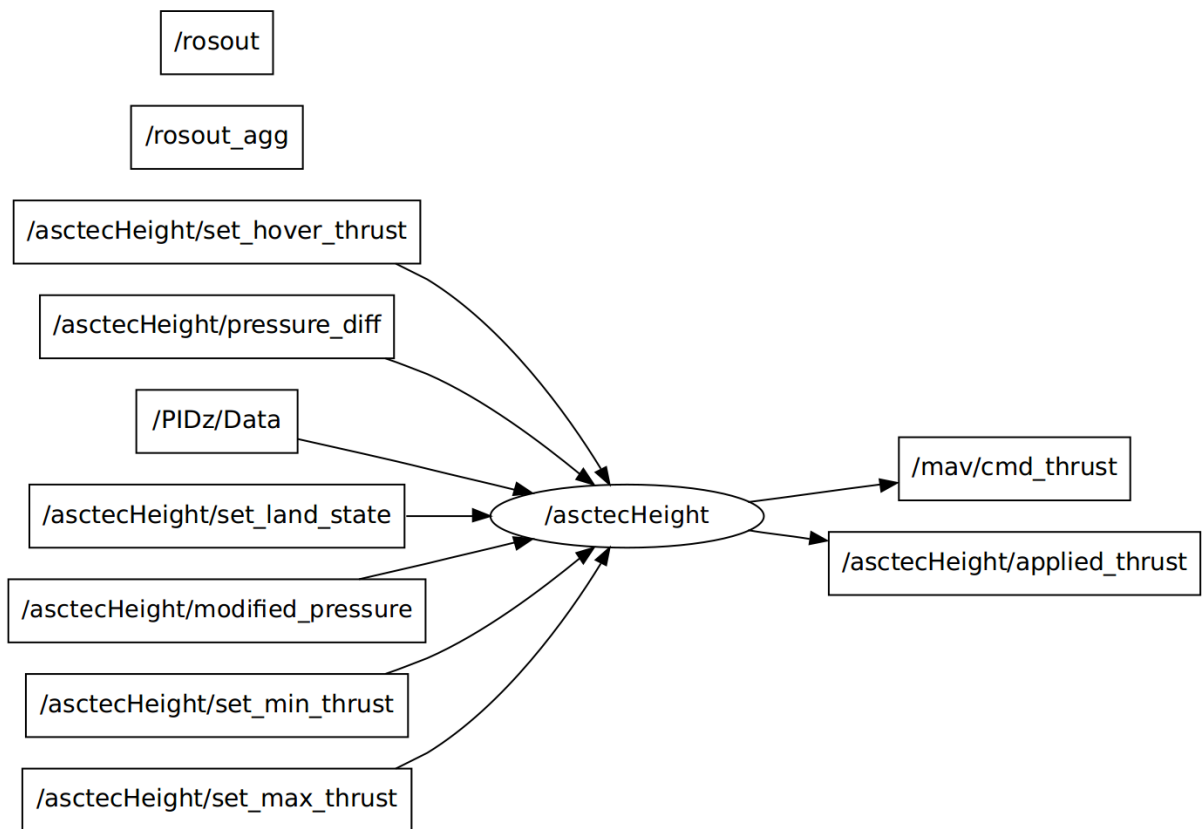 /rosout
/rosout_agg
/asctecHeight/set_hover_thrust
/asctecHeight/pressure_diff
/PIDz/Data
/asctecHeight/set_land_state
/asctecHeight/modified_pressure
/asctecHeight/set_min_thrust
/asctecHeight/set_max_thrust
/asctecHeight
/mav/cmd_thrust
/asctecHeight/applied_thrust